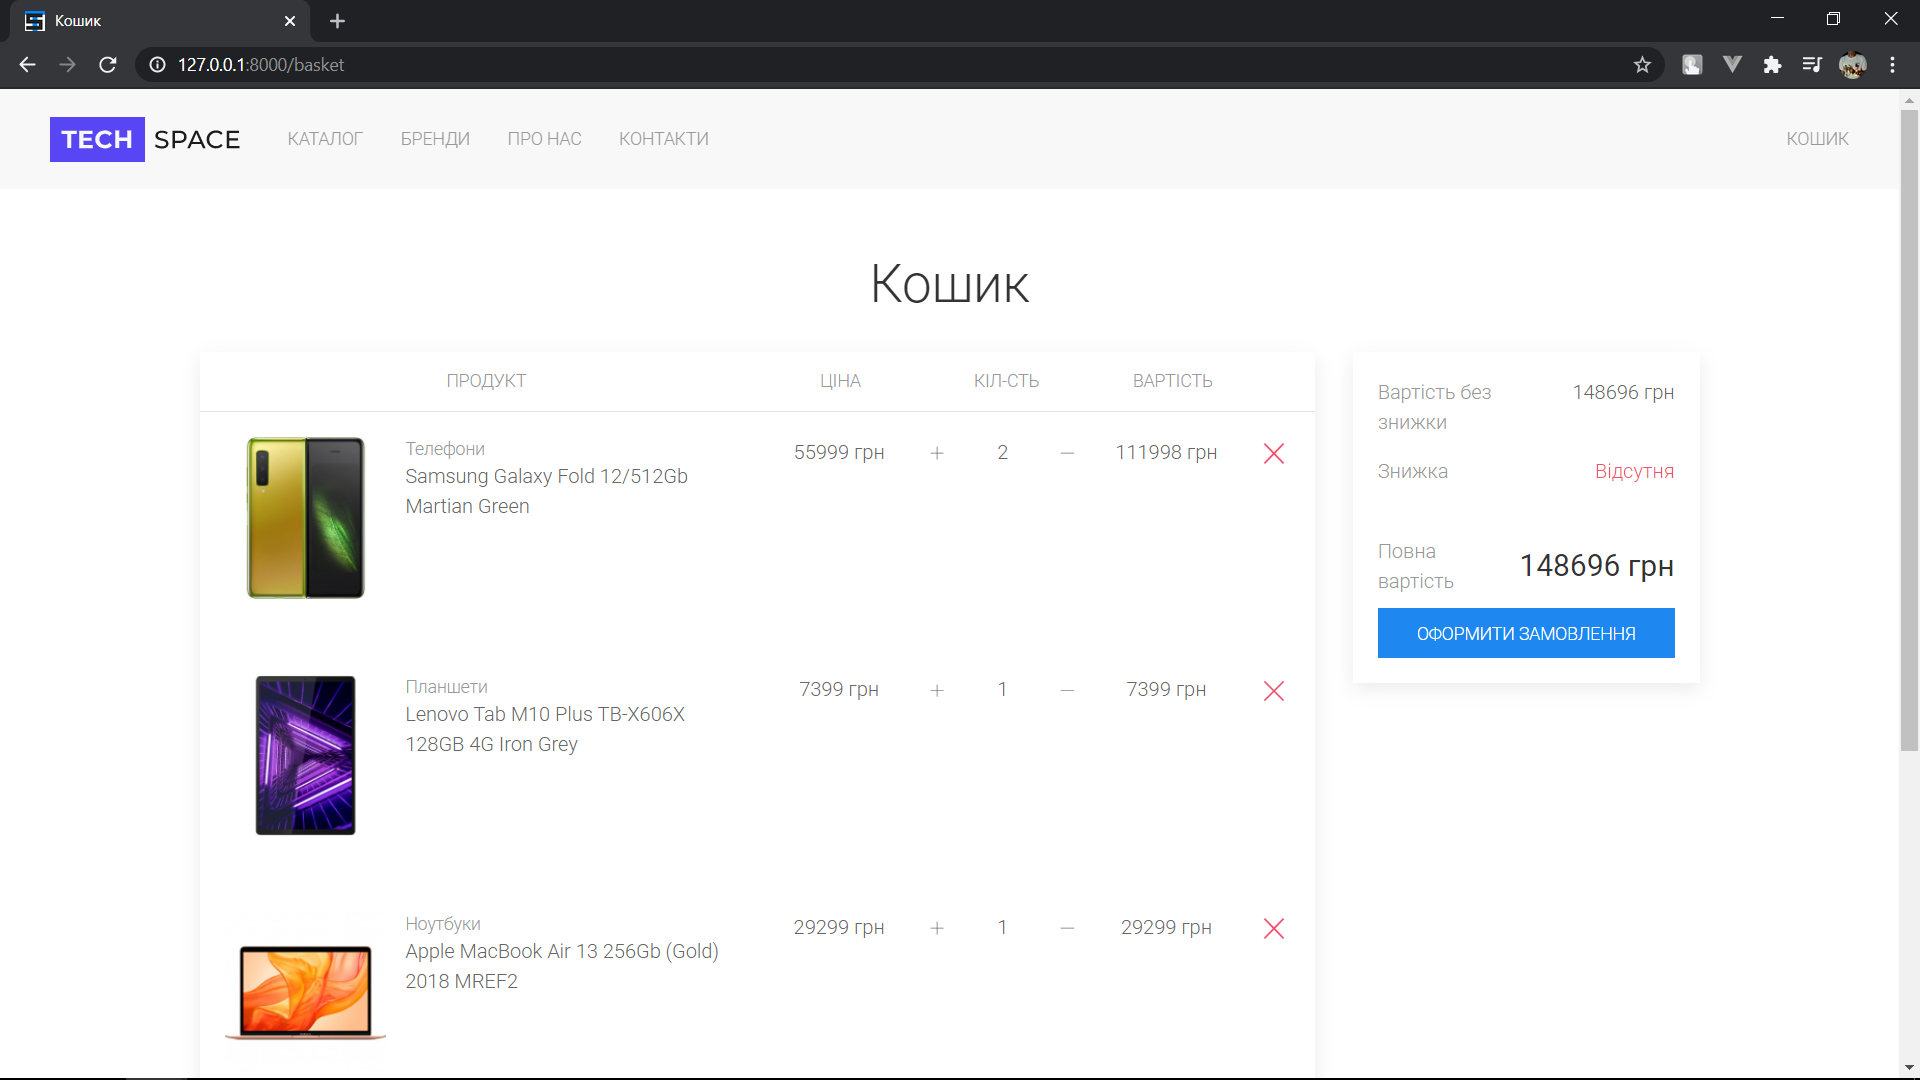 Кошик
127.0.0.1:8000/basket
TECH SPACE
КАТАЛОГ
БРЕНДИ
ПРО НАС
КОНТАКТИ
КОШИК
Кошик
ПРОДУКТ
ЦІНА
КІЛ-СТЬ
ВАРТІСТЬ
Телефони
Samsung Galaxy Fold 12/512Gb
Martian Green
55999 грн
+
2
−
111998 грн
Планшети
Lenovo Tab M10 Plus TB-X606X
128GB 4G Iron Grey
7399 грн
+
1
−
7399 грн
Ноутбуки
Apple MacBook Air 13 256Gb (Gold)
2018 MREF2
29299 грн
+
1
−
29299 грн
Вартість без
знижки
148696 грн
Знижка
Відсутня
Повна
вартість
148696 грн
ОФОРМИТИ ЗАМОВЛЕННЯ